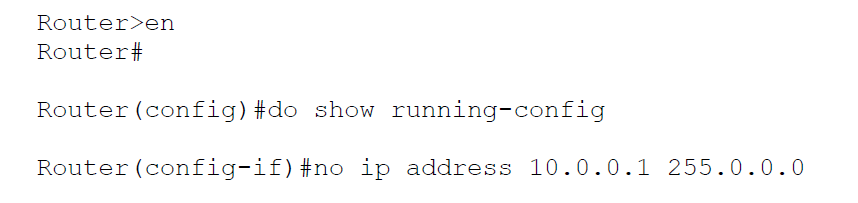 Router>en
Router#
Router(config)#do show running-config
Router(config-if)#no ip address 10.0.0.1 255.0.0.0